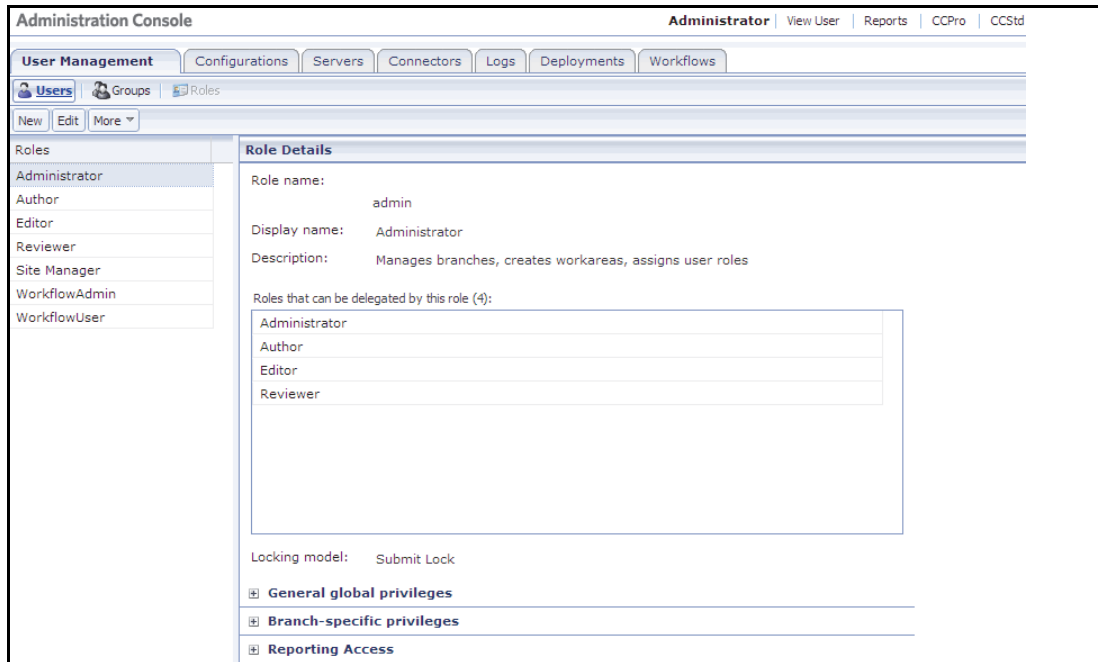 Administration Console
Administrator | View User | Reports | CCPro | CCStd
User Management Configurations Servers Connectors Logs Deployments Workflows
Users Groups Roles
New Edit More
Roles
Administrator
Author
Editor
Reviewer
Site Manager
WorkflowAdmin
WorkflowUser
Role Details
Role name:
admin
Display name: Administrator
Description: Manages branches, creates workareas, assigns user roles
Roles that can be delegated by this role (4):
Administrator
Author
Editor
Reviewer
Locking model: Submit Lock
General global privileges
Branch-specific privileges
Reporting Access